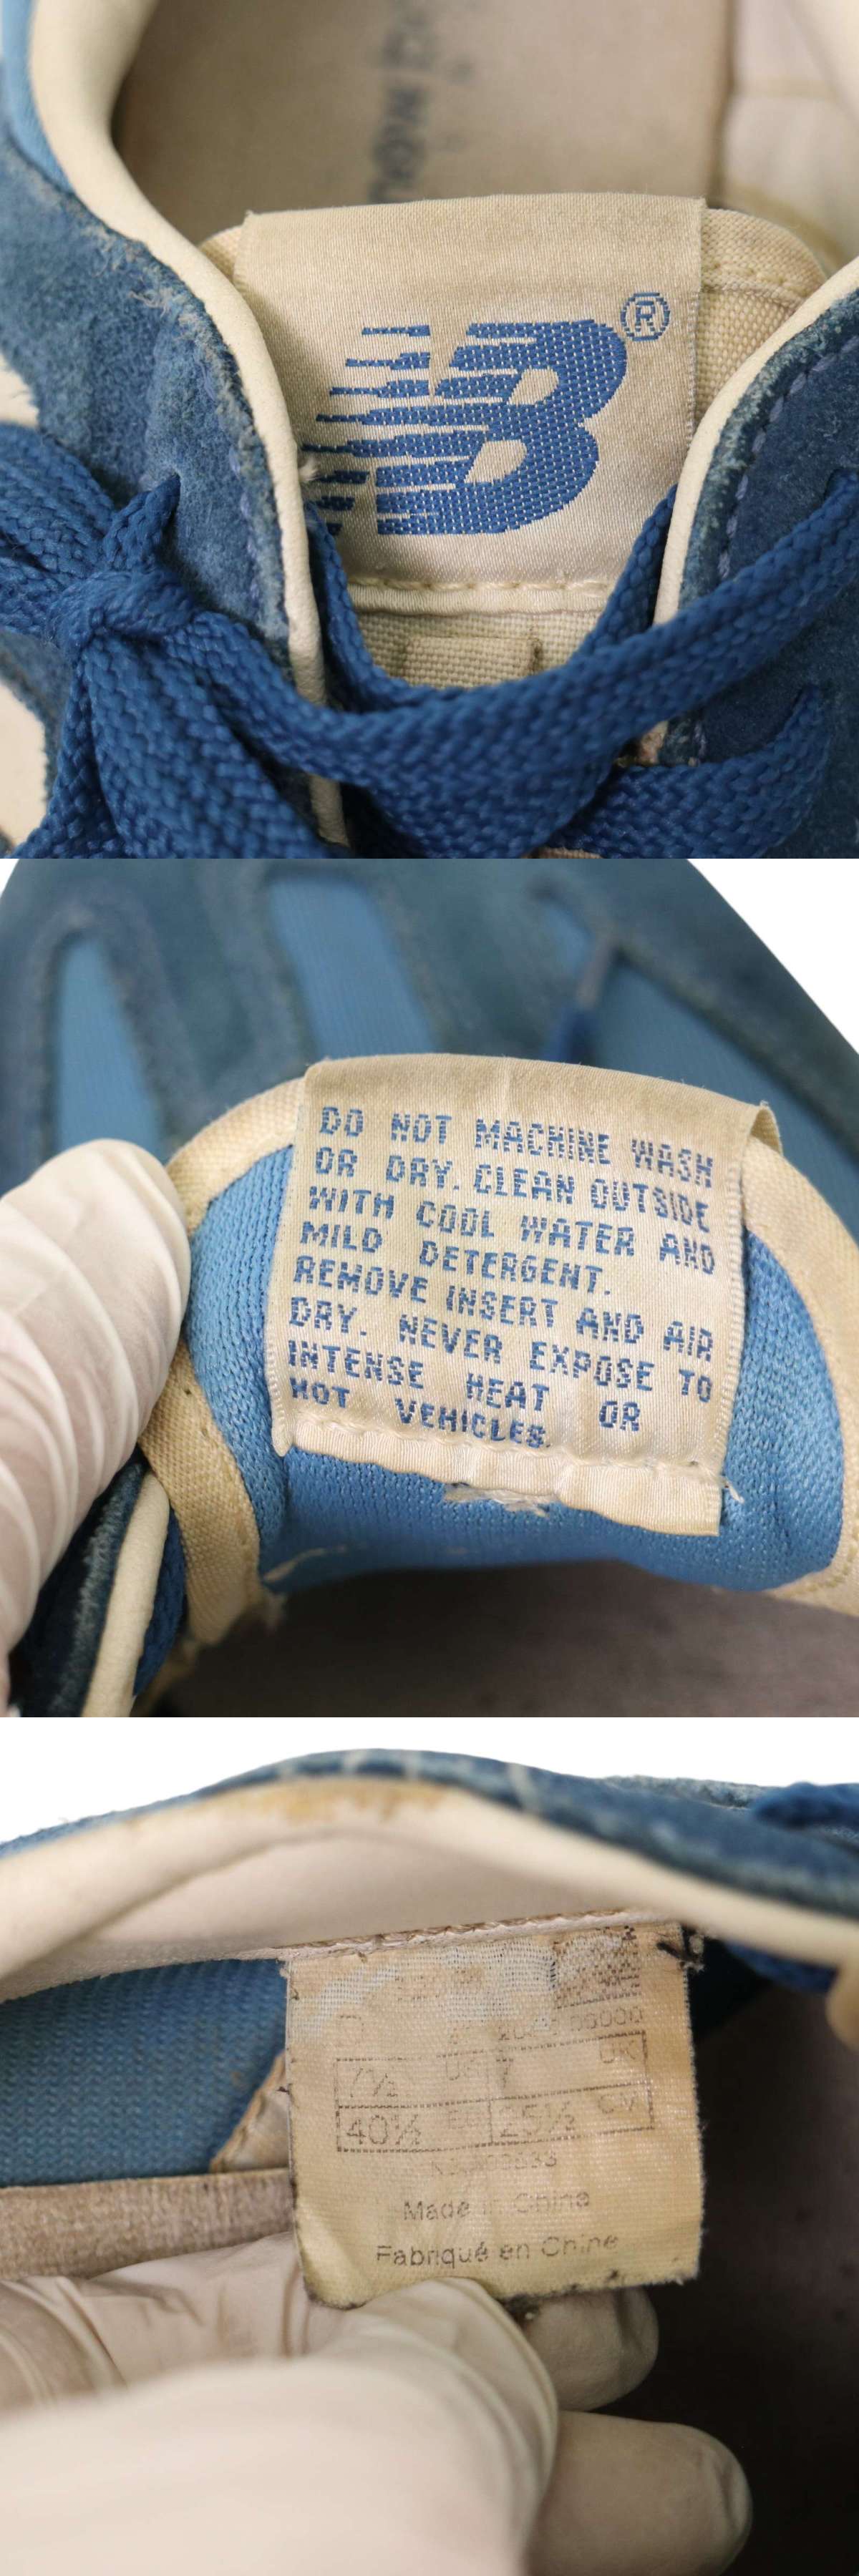 NB®
DO NOT MACHINE WASH
OR DRY. CLEAN OUTSIDE
WITH COOL WATER AND
MILD DETERGENT.
REMOVE INSERT AND AIR
DRY. NEVER EXPOSE TO
INTENSE HEAT OR
HOT VEHICLES.
7½ US 7 UK
40½ EU 25½ CM
Made in China
Fabriqué en Chine